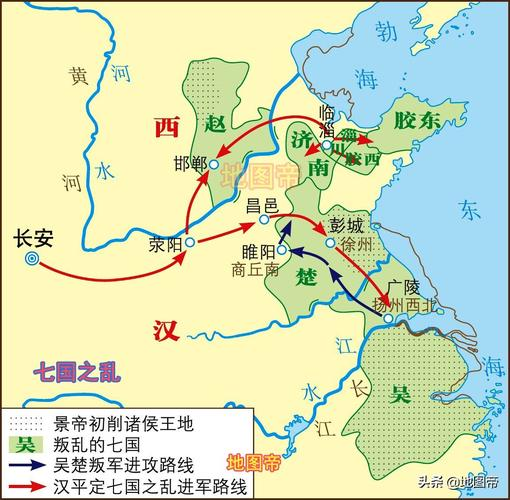 勃
海
黄
河
西
赵
临
淄
胶东
济
南
淄
川
胶西
邯郸
地图帝
河
水
昌邑
东
长安
荥阳
彭城
徐州
睢阳
商丘南
楚
广陵
扬州西北
汉
江
水
长
江
海
七国之乱
吴
景帝初削诸侯王地
吴 叛乱的七国
吴楚叛军进攻路线
汉平定七国之乱进军路线
地图帝
头条 @地图帝